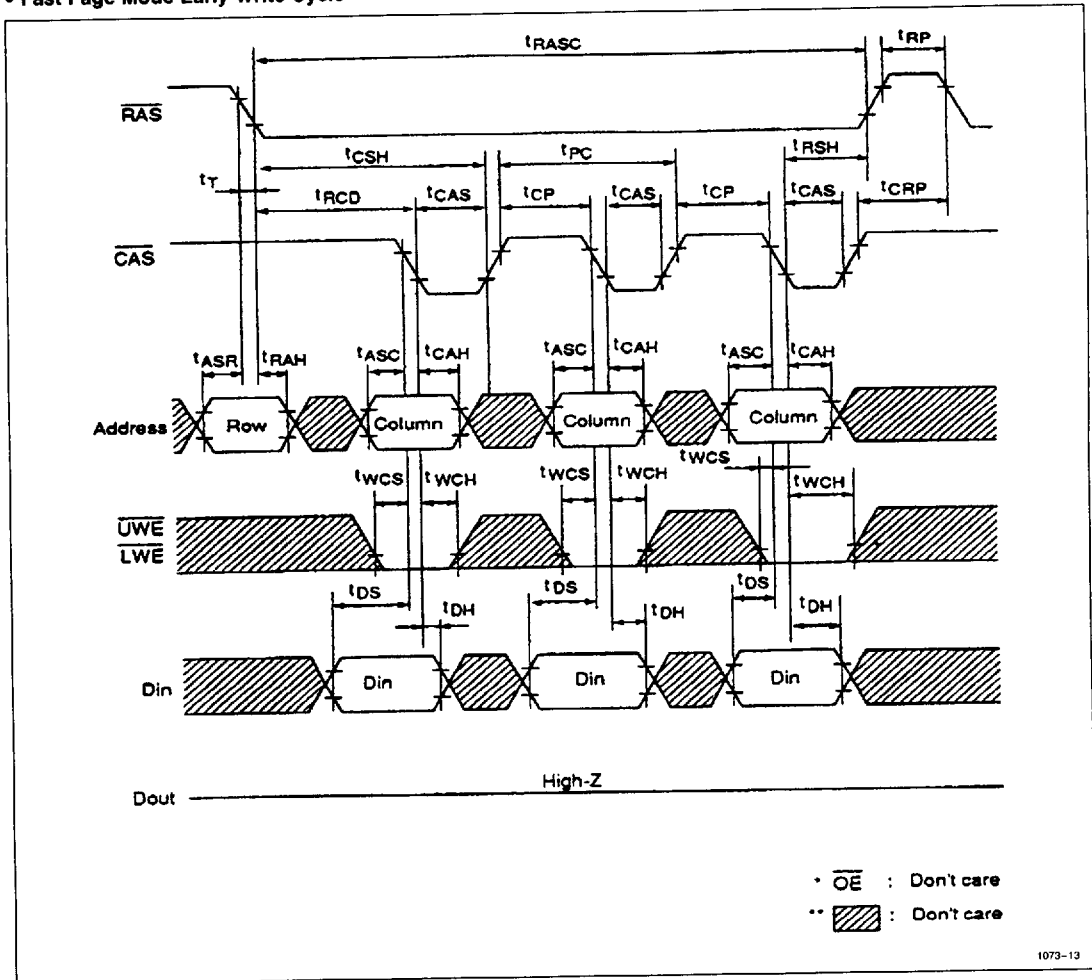 • Fast Page Mode Early Write Cycle
tRASC
tRP
RAS
tCSH
tPC
tRSH
tT
tRCD
tCAS
tCP
tCAS
tCP
tCAS
tCRP
CAS
tASR
tRAH
tASC
tCAH
tASC
tCAH
tASC
tCAH
Address
Row
Column
Column
Column
tWCS
tWCH
tWCS
tWCH
tWCS
tWCH
UWE
LWE
tDS
tDH
tDS
tDH
tDS
tDH
Din
Din
Din
Din
High-Z
Dout
* OE : Don't care
** : Don't care
1073-13